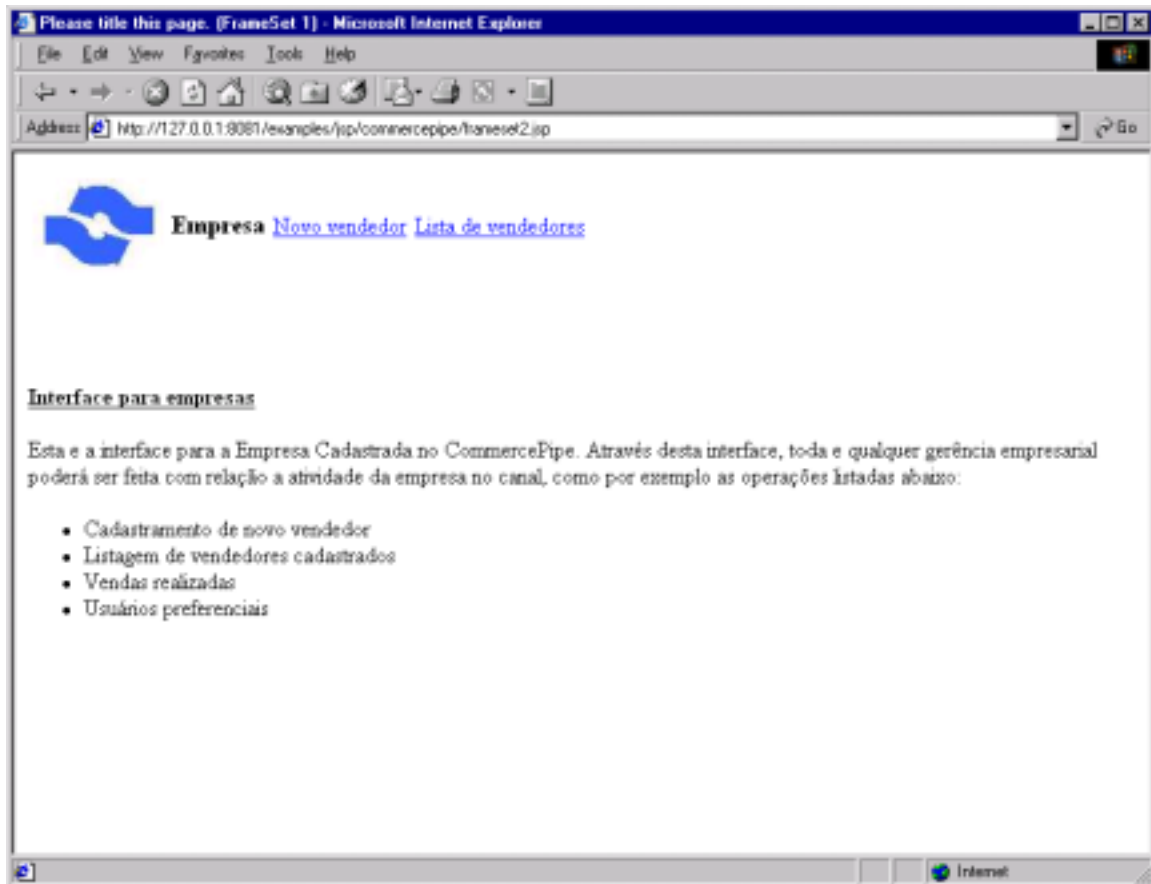 Please title this page. (FrameSet 1) - Microsoft Internet Explorer
File Edit View Favorites Tools Help
Address http://127.0.0.1:8081/examples/jsp/commercepipe/frameset2.jsp Go
Empresa Novo vendedor Lista de vendedores
Interface para empresas
Esta e a interface para a Empresa Cadastrada no CommercePipe. Através desta interface, toda e qualquer gerência empresarial
poderá ser feita com relação a atividade da empresa no canal, como por exemplo as operações listadas abaixo:
Cadastramento de novo vendedor
Listagem de vendedores cadastrados
Vendas realizadas
Usuários preferenciais
Internet